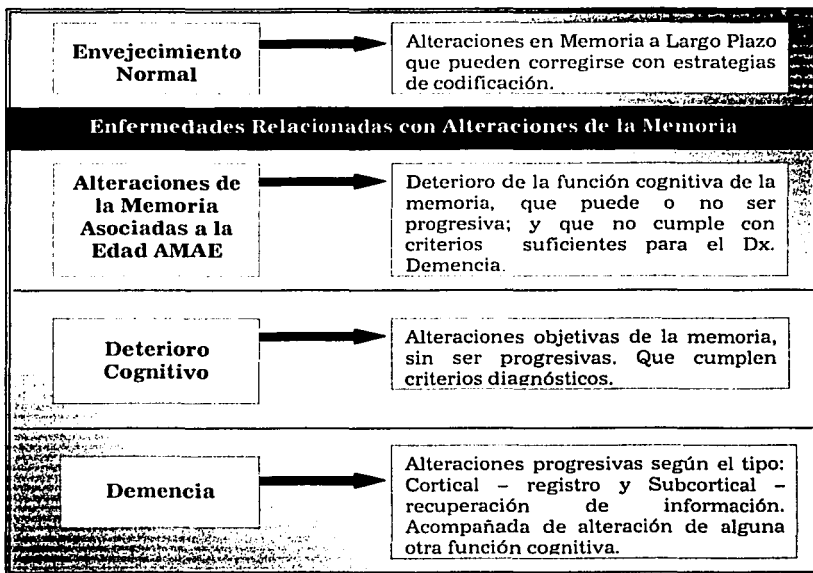 Envejecimiento
Normal
Alteraciones en Memoria a Largo Plazo
que pueden corregirse con estrategias
de codificación.
Enfermedades Relacionadas con Alteraciones de la Memoria
Alteraciones de
la Memoria
Asociadas a la
Edad AMAE
Deterioro de la función cognitiva de la
memoria, que puede o no ser
progresiva; y que no cumple con
criterios suficientes para el Dx.
Demencia.
Deterioro
Cognitivo
Alteraciones objetivas de la memoria,
sin ser progresivas. Que cumplen
criterios diagnósticos.
Demencia
Alteraciones progresivas según el tipo:
Cortical – registro y Subcortical –
recuperación de información.
Acompañada de alteración de alguna
otra función cognitiva.